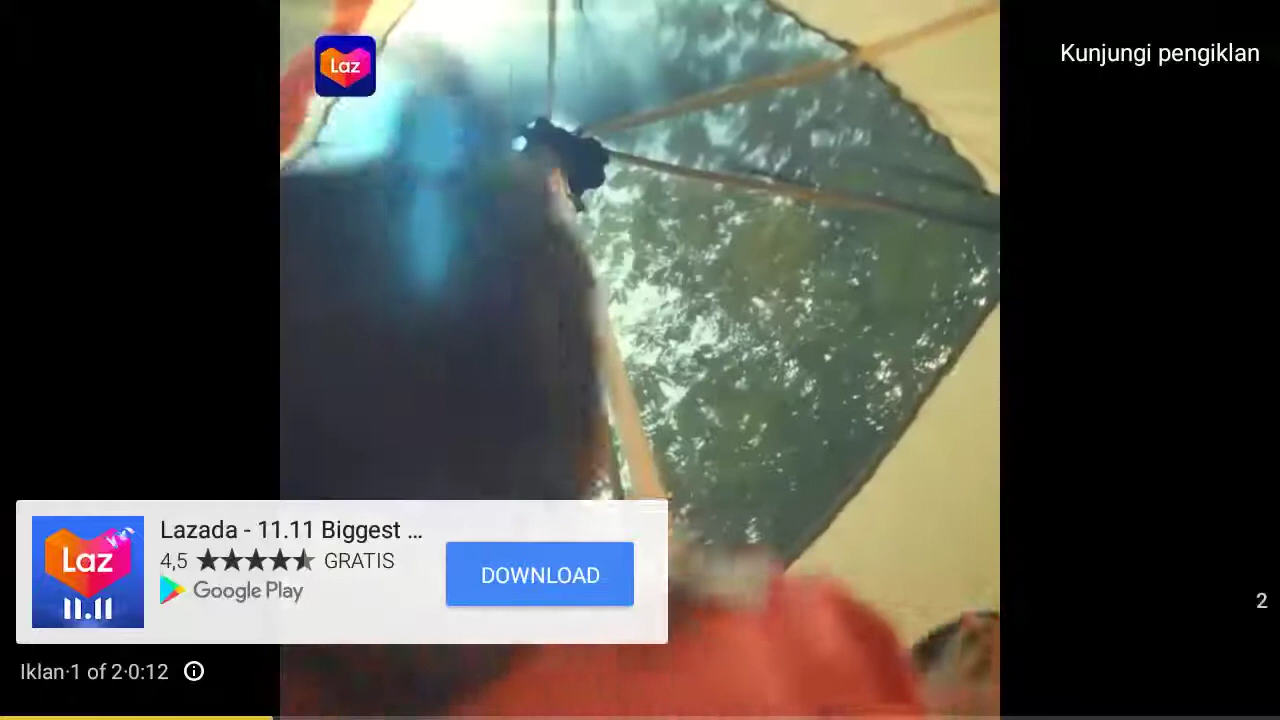 Laz
Kunjungi pengiklan
Lazada - 11.11 Biggest ...
Laz
4,5 GRATIS
Google Play
11.11
DOWNLOAD
2
Iklan·1 of 2·0:12